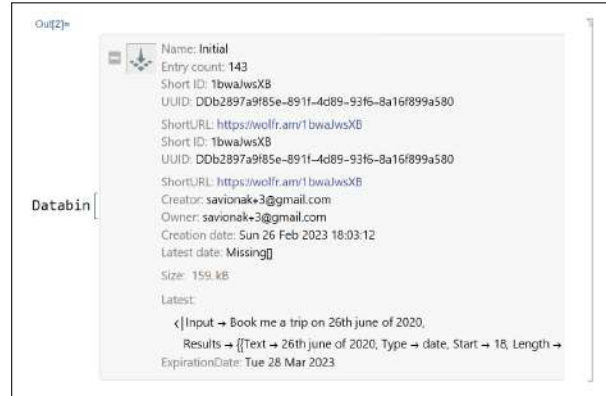 Out[2]=
Name: Initial
Entry count: 143
Short ID: 1bwaJwsXB
UUID: DDb2897a9f85e-891f-4d89-93f6-8a16f899a580
ShortURL: https://wolfr.am/1bwaJwsXB
Short ID: 1bwaJwsXB
UUID: DDb2897a9f85e-891f-4d89-93f6-8a16f899a580
ShortURL: https://wolfr.am/1bwaJwsXB
Creator: savionak+3@gmail.com
Databin[
Owner: savionak+3@gmail.com
Creation date: Sun 26 Feb 2023 18:03:12
Latest date: Missing[]
Size: 159. kB
Latest:
<|Input → Book me a trip on 26th june of 2020,
Results → {{Text → 26th june of 2020, Type → date, Start → 18, Length →
ExpirationDate: Tue 28 Mar 2023